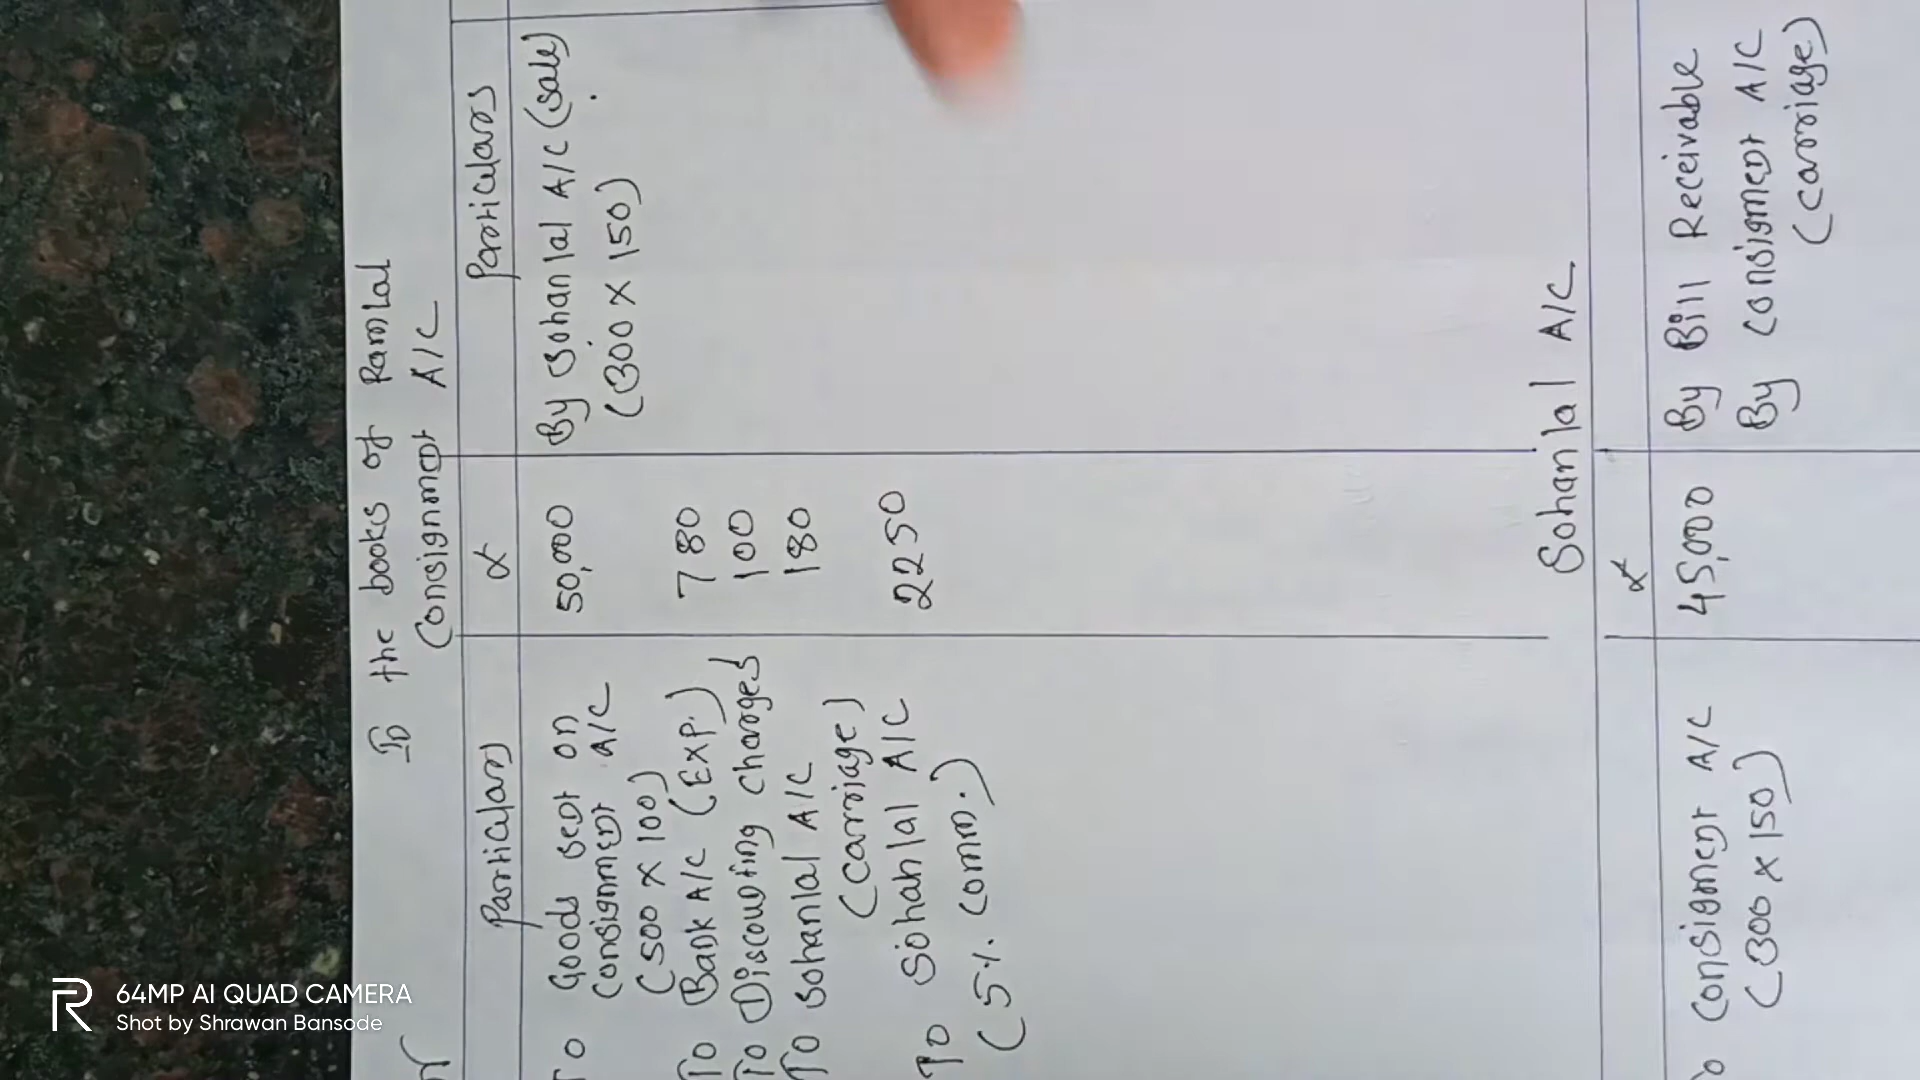 In the books of Ramlal
Consignment A/C
Particulars ₹ Particulars
To Goods sent on 50,000 By Sohanlal A/C (sale)
Consignment A/C (300 x 150)
(500 x 100)
To Bank A/C (Exp.) 780
To Discounting Charges 100
To Sohanlal A/C 180
(Carriage)
To Sohanlal A/C 2250
(5%. Comm.)
Sohanlal A/C
₹
Consignment A/C 45,000 By Bill Receivable
(300 x 150) By Consignment A/C
(carriage)
64MP AI QUAD CAMERA
Shot by Shrawan Bansode